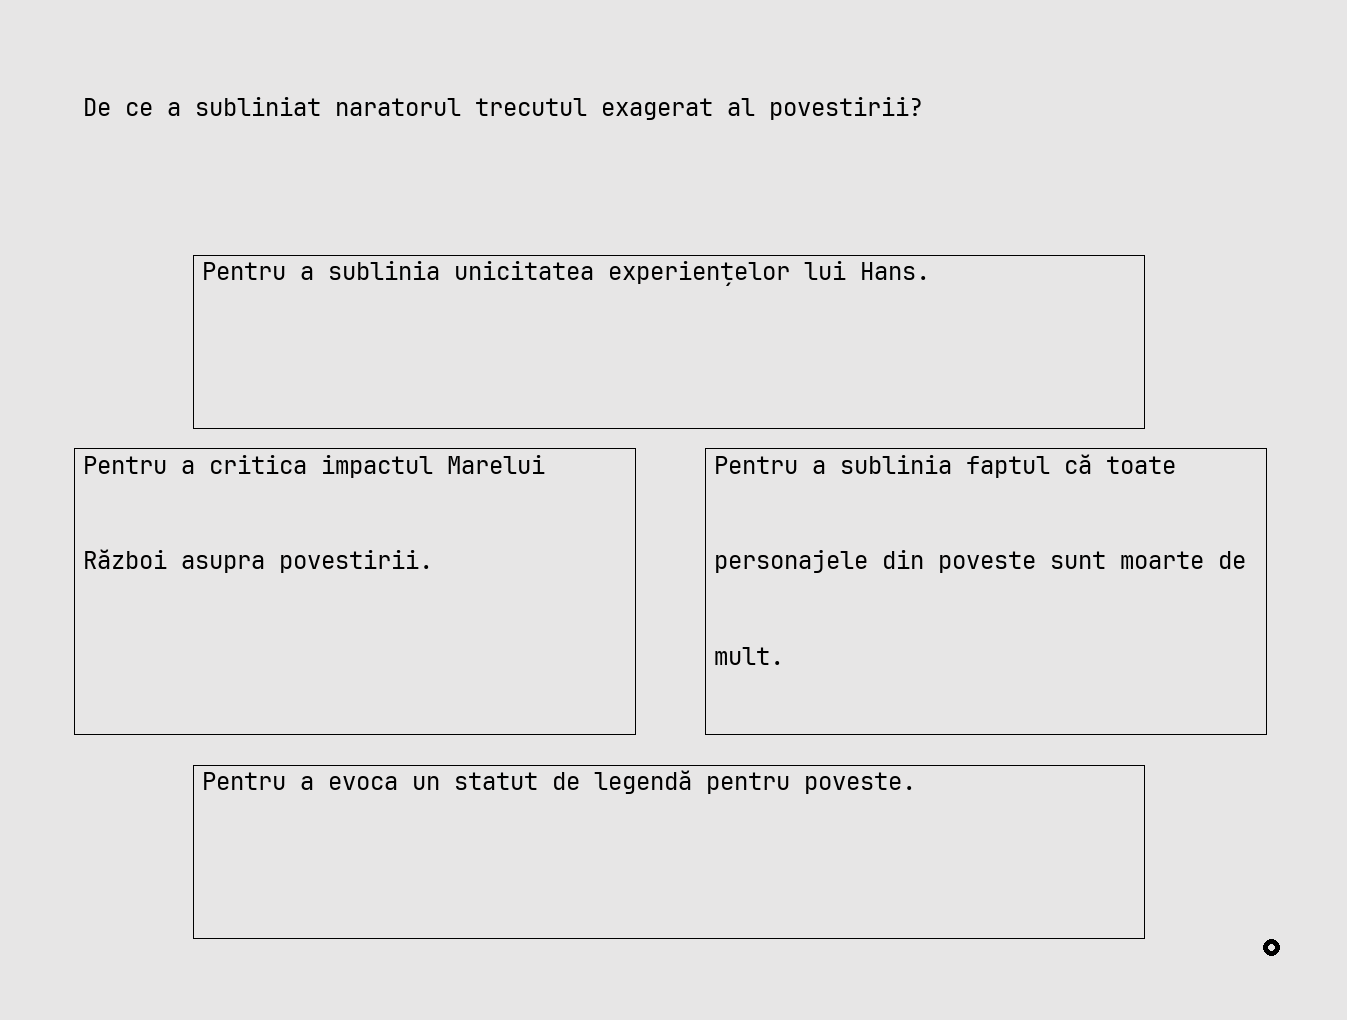 De ce a subliniat naratorul trecutul exagerat al povestirii?
Pentru a sublinia unicitatea experiențelor lui Hans.
Pentru a critica impactul Marelui
Război asupra povestirii.
Pentru a sublinia faptul că toate
personajele din poveste sunt moarte de
mult.
Pentru a evoca un statut de legendă pentru poveste.